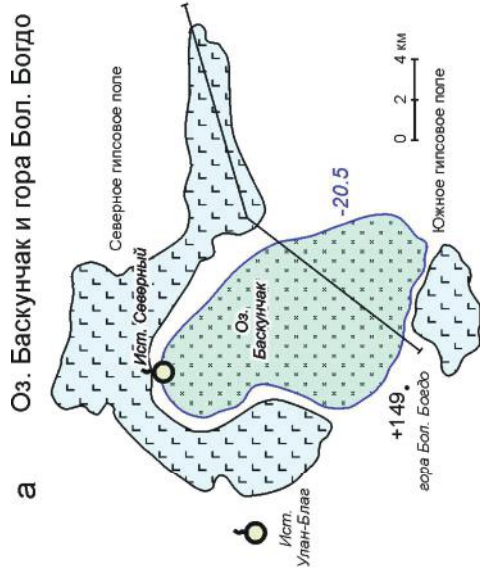 а
Оз. Баскунчак и гора Бол. Богдо
Северное гипсовое поле
Ист. Северный
Оз.
Баскунчак
-20.5
Ист.
Улан-Благ
+149
гора Бол. Богдо
Южное гипсовое поле
0 2 4 км